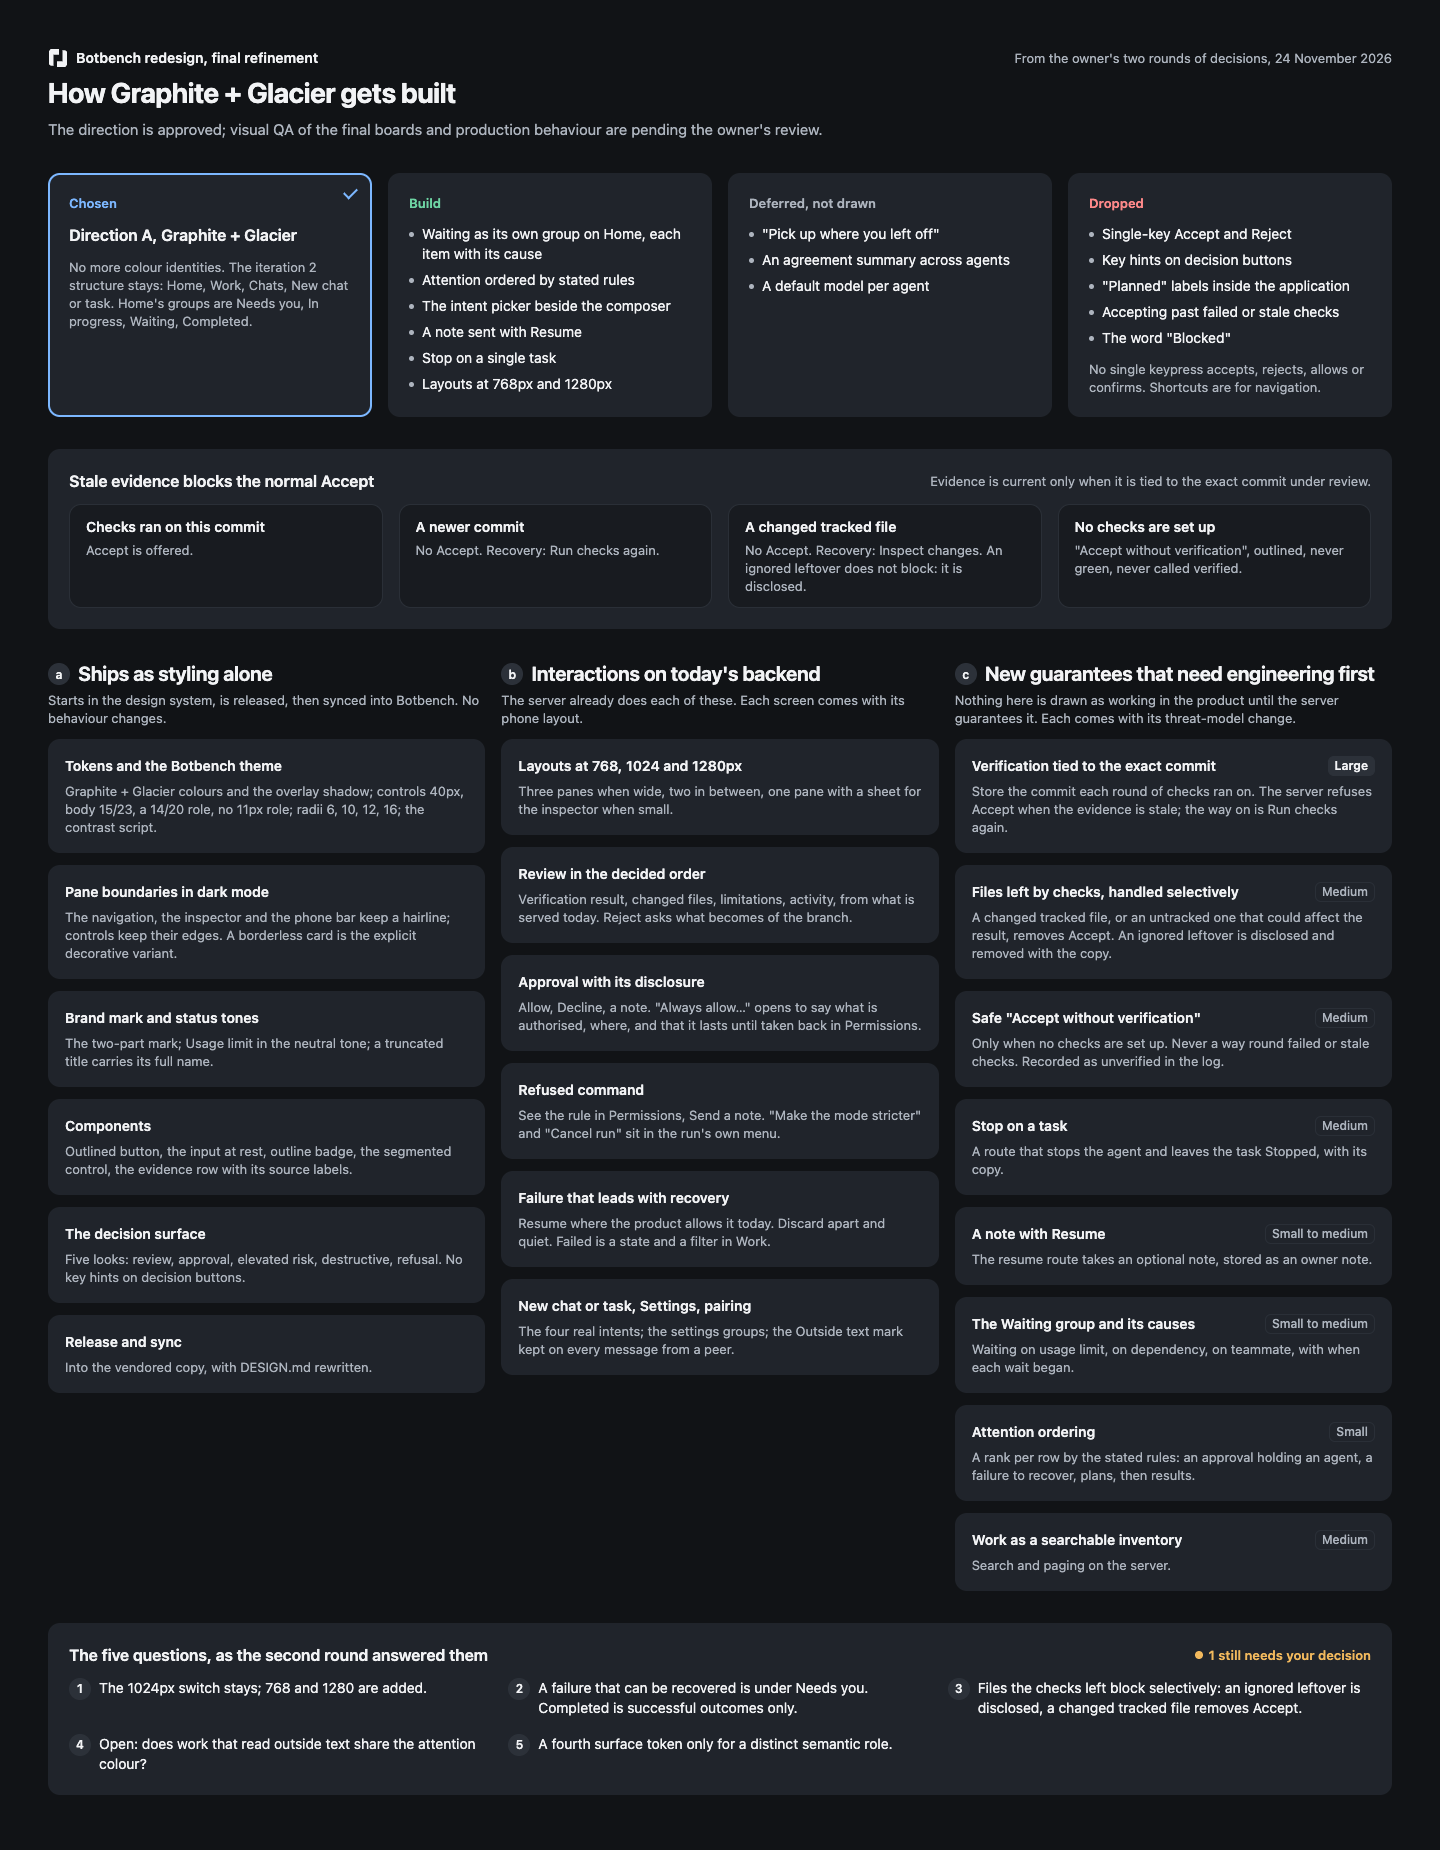 Botbench redesign, final refinement
From the owner's two rounds of decisions, 24 November 2026
How Graphite + Glacier gets built
The direction is approved; visual QA of the final boards and production behaviour are pending the owner's review.
Chosen
Direction A, Graphite + Glacier
No more colour identities. The iteration 2
structure stays: Home, Work, Chats, New chat
or task. Home's groups are Needs you, In
progress, Waiting, Completed.
Build
Waiting as its own group on Home, each
item with its cause
Attention ordered by stated rules
The intent picker beside the composer
A note sent with Resume
Stop on a single task
Layouts at 768px and 1280px
Deferred, not drawn
"Pick up where you left off"
An agreement summary across agents
A default model per agent
Dropped
Single-key Accept and Reject
Key hints on decision buttons
"Planned" labels inside the application
Accepting past failed or stale checks
The word "Blocked"
No single keypress accepts, rejects, allows or
confirms. Shortcuts are for navigation.
Stale evidence blocks the normal Accept
Evidence is current only when it is tied to the exact commit under review.
Checks ran on this commit
Accept is offered.
A newer commit
No Accept. Recovery: Run checks again.
A changed tracked file
No Accept. Recovery: Inspect changes. An
ignored leftover does not block: it is
disclosed.
No checks are set up
"Accept without verification", outlined, never
green, never called verified.
a Ships as styling alone
Starts in the design system, is released, then synced into Botbench. No
behaviour changes.
Tokens and the Botbench theme
Graphite + Glacier colours and the overlay shadow; controls 40px,
body 15/23, a 14/20 role, no 11px role; radii 6, 10, 12, 16; the
contrast script.
Pane boundaries in dark mode
The navigation, the inspector and the phone bar keep a hairline;
controls keep their edges. A borderless card is the explicit
decorative variant.
Brand mark and status tones
The two-part mark; Usage limit in the neutral tone; a truncated
title carries its full name.
Components
Outlined button, the input at rest, outline badge, the segmented
control, the evidence row with its source labels.
The decision surface
Five looks: review, approval, elevated risk, destructive, refusal. No
key hints on decision buttons.
Release and sync
Into the vendored copy, with DESIGN.md rewritten.
b Interactions on today's backend
The server already does each of these. Each screen comes with its
phone layout.
Layouts at 768, 1024 and 1280px
Three panes when wide, two in between, one pane with a sheet for
the inspector when small.
Review in the decided order
Verification result, changed files, limitations, activity, from what is
served today. Reject asks what becomes of the branch.
Approval with its disclosure
Allow, Decline, a note. "Always allow…" opens to say what is
authorised, where, and that it lasts until taken back in Permissions.
Refused command
See the rule in Permissions, Send a note. "Make the mode stricter"
and "Cancel run" sit in the run's own menu.
Failure that leads with recovery
Resume where the product allows it today. Discard apart and
quiet. Failed is a state and a filter in Work.
New chat or task, Settings, pairing
The four real intents; the settings groups; the Outside text mark
kept on every message from a peer.
c New guarantees that need engineering first
Nothing here is drawn as working in the product until the server
guarantees it. Each comes with its threat-model change.
Verification tied to the exact commit
Large
Store the commit each round of checks ran on. The server refuses
Accept when the evidence is stale; the way on is Run checks
again.
Files left by checks, handled selectively
Medium
A changed tracked file, or an untracked one that could affect the
result, removes Accept. An ignored leftover is disclosed and
removed with the copy.
Safe "Accept without verification"
Medium
Only when no checks are set up. Never a way round failed or stale
checks. Recorded as unverified in the log.
Stop on a task
Medium
A route that stops the agent and leaves the task Stopped, with its
copy.
A note with Resume
Small to medium
The resume route takes an optional note, stored as an owner note.
The Waiting group and its causes
Small to medium
Waiting on usage limit, on dependency, on teammate, with when
each wait began.
Attention ordering
Small
A rank per row by the stated rules: an approval holding an agent, a
failure to recover, plans, then results.
Work as a searchable inventory
Medium
Search and paging on the server.
The five questions, as the second round answered them
1 still needs your decision
1 The 1024px switch stays; 768 and 1280 are added.
2 A failure that can be recovered is under Needs you.
Completed is successful outcomes only.
3 Files the checks left block selectively: an ignored leftover is
disclosed, a changed tracked file removes Accept.
4 Open: does work that read outside text share the attention
colour?
5 A fourth surface token only for a distinct semantic role.